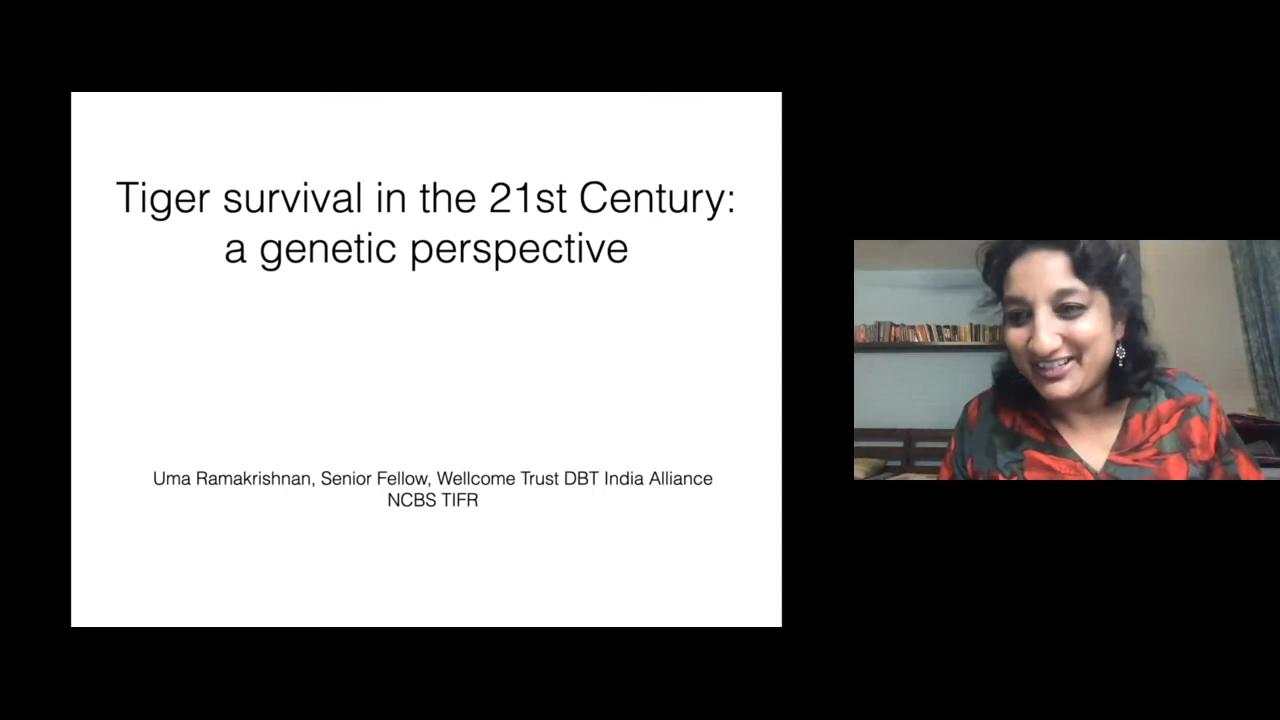 Tiger survival in the 21st Century:
a genetic perspective
Uma Ramakrishnan, Senior Fellow, Wellcome Trust DBT India Alliance
NCBS TIFR